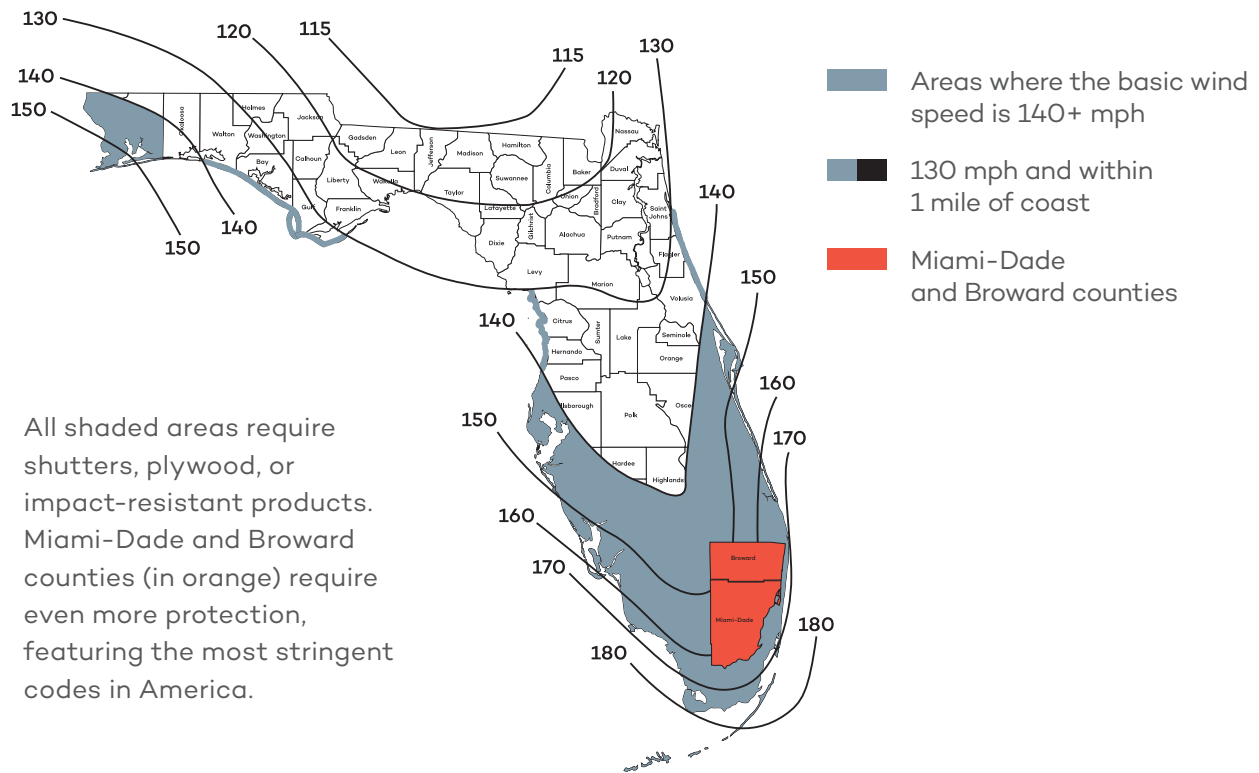 115
130
120
130
115
120
140
150
140
150
140
150
160
170
140
150
160
170
180
180
Okaloosa
Walton
Holmes
Washington
Bay
Jackson
Calhoun
Gulf
Liberty
Franklin
Gadsden
Leon
Wakulla
Jefferson
Madison
Taylor
Hamilton
Suwannee
Lafayette
Dixie
Columbia
Gilchrist
Levy
Baker
Union
Bradford
Alachua
Nassau
Duval
Clay
Putnam
Saint
Johns
Flagler
Marion
Volusia
Citrus
Sumter
Lake
Seminole
Orange
Hernando
Pasco
llsborough
Polk
Osce
Hardee
Highlands
Broward
Miami-Dade
Areas where the basic wind
speed is 140+ mph
130 mph and within
1 mile of coast
Miami-Dade
and Broward counties
All shaded areas require
shutters, plywood, or
impact-resistant products.
Miami-Dade and Broward
counties (in orange) require
even more protection,
featuring the most stringent
codes in America.